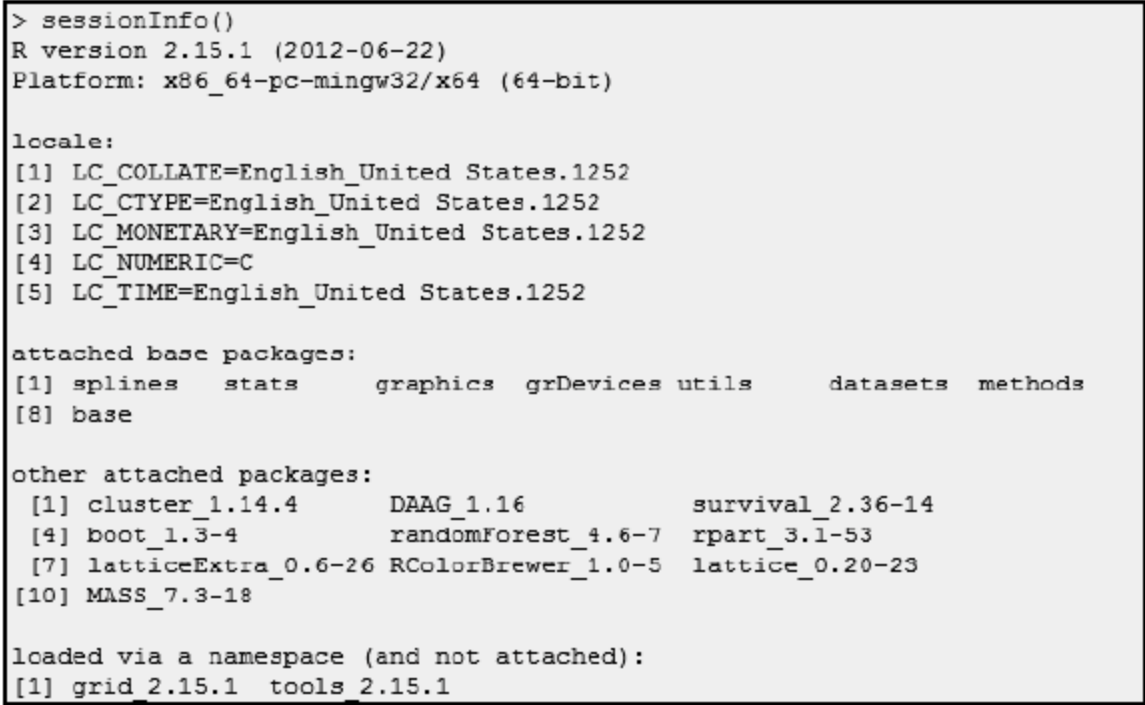 > sessionInfo()
R version 2.15.1 (2012-06-22)
Platform: x86_64-pc-mingw32/x64 (64-bit)
locale:
[1] LC_COLLATE=English_United States.1252
[2] LC_CTYPE=English_United States.1252
[3] LC_MONETARY=English_United States.1252
[4] LC_NUMERIC=C
[5] LC_TIME=English_United States.1252
attached base packages:
[1] splines   stats     graphics  grDevices utils     datasets  methods
[8] base
other attached packages:
[1] cluster_1.14.4      DAAG_1.16           survival_2.36-14
[4] boot_1.3-4          randomForest_4.6-7  rpart_3.1-53
[7] latticeExtra_0.6-26 RColorBrewer_1.0-5  lattice_0.20-23
[10] MASS_7.3-18
loaded via a namespace (and not attached):
[1] grid_2.15.1  tools_2.15.1